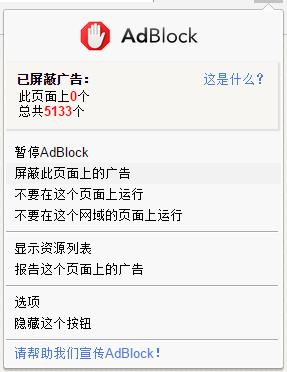 AdBlock
已屏蔽广告：
这是什么？
此页面上0个
总共5133个
暂停AdBlock
屏蔽此页面上的广告
不要在这个页面上运行
不要在这个网域的页面上运行
显示资源列表
报告这个页面上的广告
选项
隐藏这个按钮
请帮助我们宣传AdBlock！